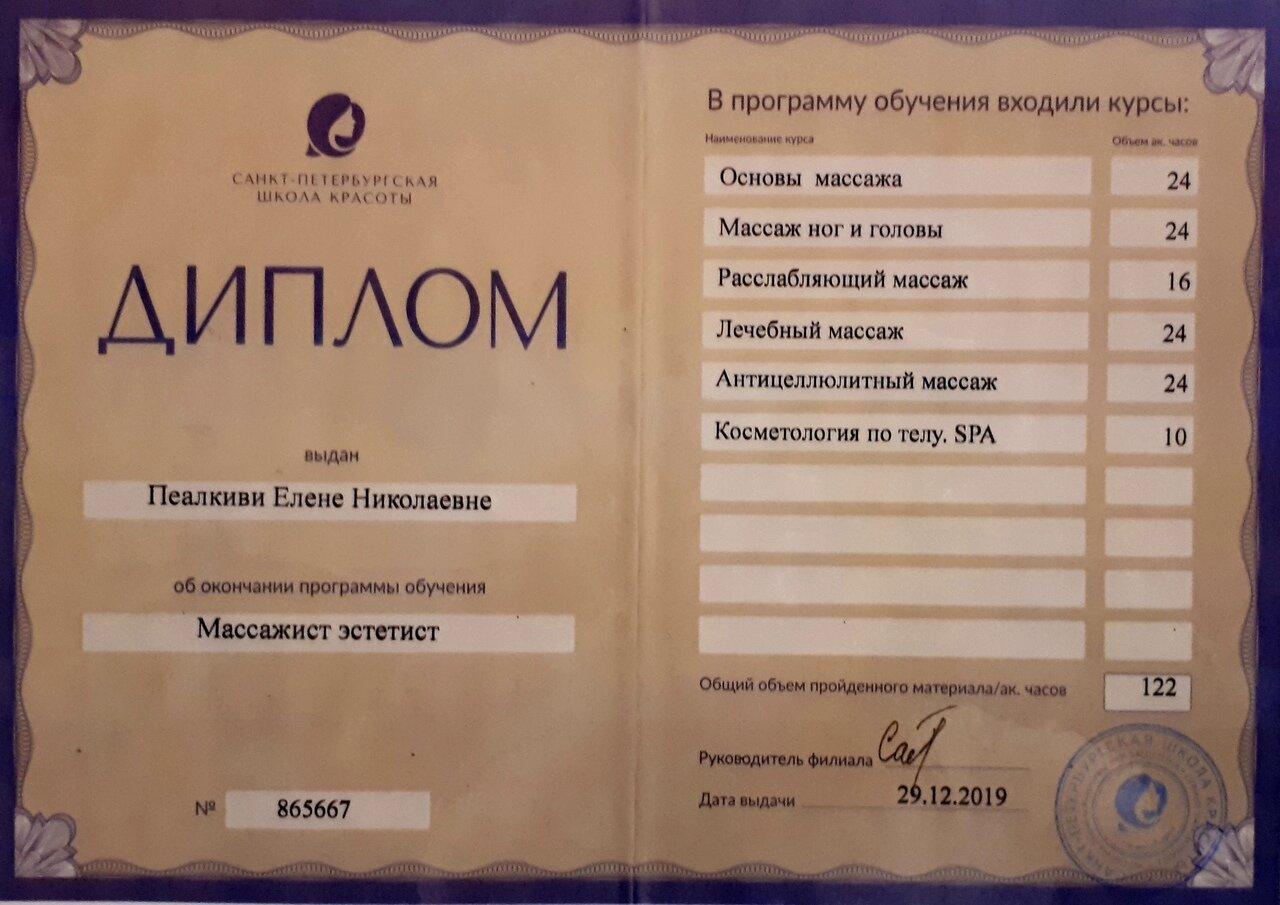 САНКТ-ПЕТЕРБУРГСКАЯ
ШКОЛА КРАСОТЫ
ДИПЛОМ
выдан
Пеалкиви Елене Николаевне
об окончании программы обучения
Массажист эстетист
№ 865667
В программу обучения входили курсы:
Наименование курса Объем ак. часов
Основы массажа 24
Массаж ног и головы 24
Расслабляющий массаж 16
Лечебный массаж 24
Антицеллюлитный массаж 24
Косметология по телу. SPA 10
Общий объем пройденного материала/ак. часов 122
Руководитель филиала
Дата выдачи 29.12.2019